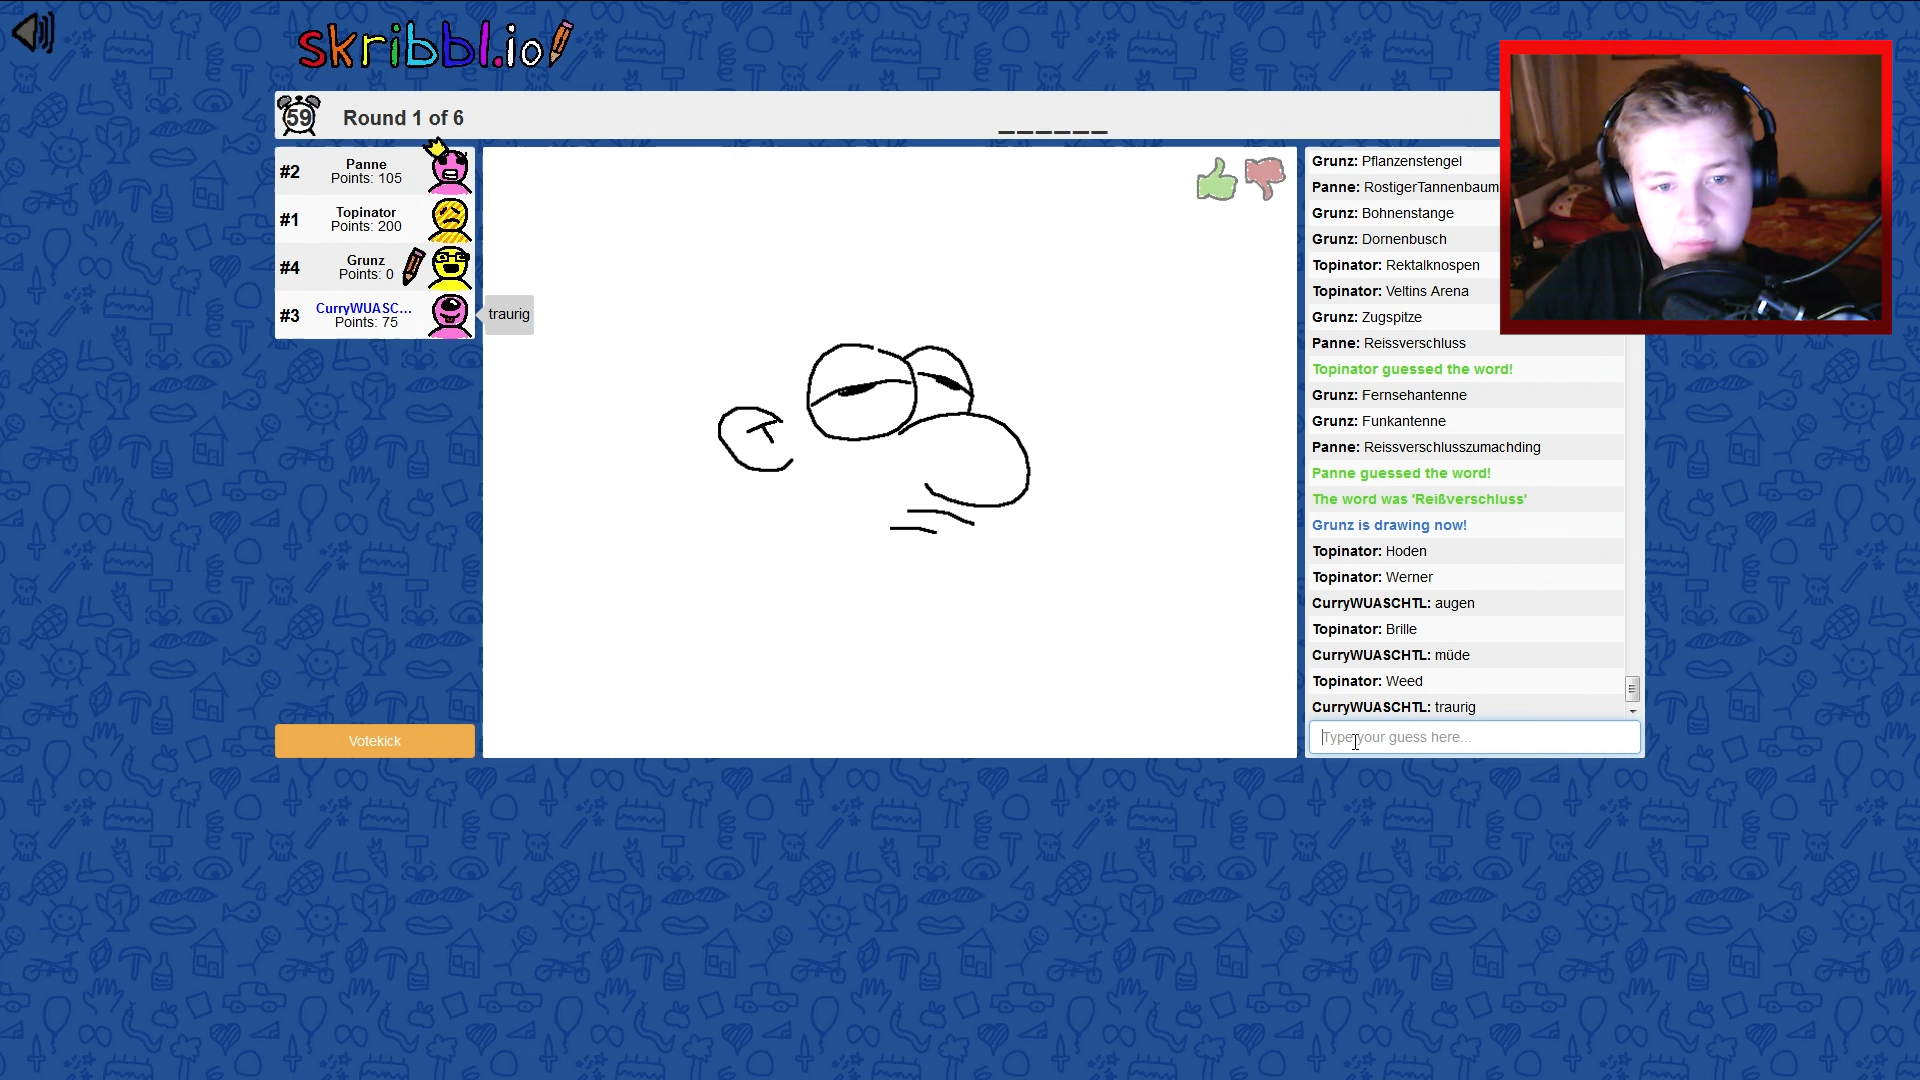 skribbl.io
59
Round 1 of 6
______
#2
Panne
Points: 105
#1
Topinator
Points: 200
#4
Grunz
Points: 0
#3
CurryWUASC...
Points: 75
traurig
Votekick
Grunz: Pflanzenstengel
Panne: RostigerTannenbaum
Grunz: Bohnenstange
Grunz: Dornenbusch
Topinator: Rektalknospen
Topinator: Veltins Arena
Grunz: Zugspitze
Panne: Reissverschluss
Topinator guessed the word!
Grunz: Fernsehantenne
Grunz: Funkantenne
Panne: Reissverschlusszumachding
Panne guessed the word!
The word was 'Reißverschluss'
Grunz is drawing now!
Topinator: Hoden
Topinator: Werner
CurryWUASCHTL: augen
Topinator: Brille
CurryWUASCHTL: müde
Topinator: Weed
CurryWUASCHTL: traurig
Type your guess here...